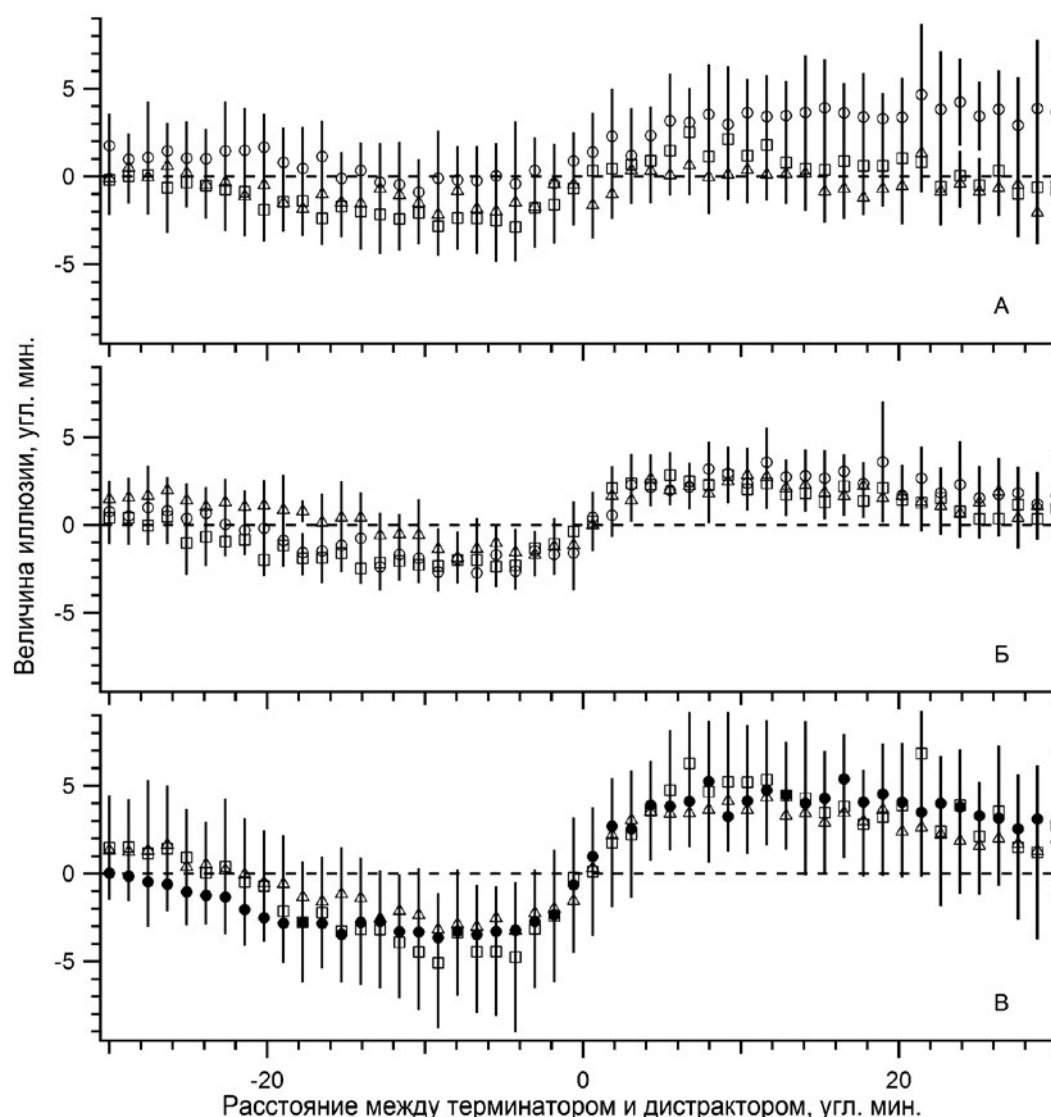 5
0
-5
А
5
0
-5
Б
5
0
-5
В
Величина иллюзии, угл. мин.
-20
0
20
Расстояние между терминатором и дистрактором, угл. мин.